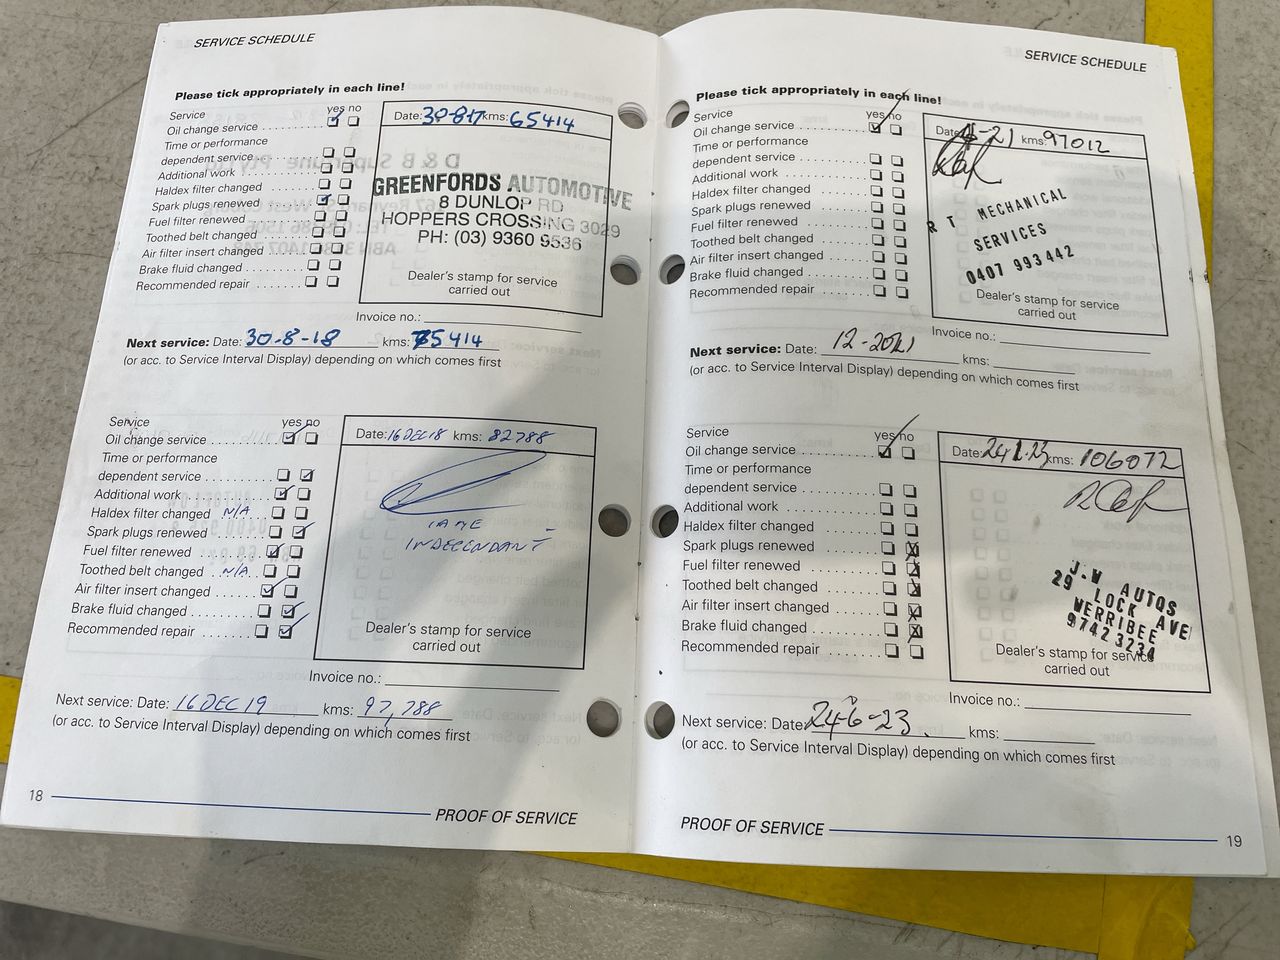 SERVICE SCHEDULE
Please tick appropriately in each line!
Service yes no
Oil change service
Time or performance
dependent service
Additional work
Haldex filter changed
Spark plugs renewed
Fuel filter renewed
Toothed belt changed
Air filter insert changed
Brake fluid changed
Recommended repair
Date: 30-8-17 kms: 65414
GREENFORDS AUTOMOTIVE
8 DUNLOP RD
HOPPERS CROSSING 3029
PH: (03) 9360 9536
Dealer's stamp for service
carried out
Invoice no.:
Next service: Date: 30-8-18 kms: 75414
(or acc. to Service Interval Display) depending on which comes first
Service yes no
Oil change service
Time or performance
dependent service
Additional work
Haldex filter changed N/A
Spark plugs renewed
Fuel filter renewed
Toothed belt changed N/A
Air filter insert changed
Brake fluid changed
Recommended repair
Date: 16 DEC 18 kms: 82788
INDEPENDANT
Dealer's stamp for service
carried out
Invoice no.:
Next service: Date: 16 DEC 19 kms: 92,788
(or acc. to Service Interval Display) depending on which comes first
18
PROOF OF SERVICE
SERVICE SCHEDULE
Please tick appropriately in each line!
Service yes no
Oil change service
Time or performance
dependent service
Additional work
Haldex filter changed
Spark plugs renewed
Fuel filter renewed
Toothed belt changed
Air filter insert changed
Brake fluid changed
Recommended repair
Date: kms: 97012
R T MECHANICAL
SERVICES
0407 993 442
Dealer's stamp for service
carried out
Invoice no.:
Next service: Date: 12-2021 kms:
(or acc. to Service Interval Display) depending on which comes first
Service yes no
Oil change service
Time or performance
dependent service
Additional work
Haldex filter changed
Spark plugs renewed
Fuel filter renewed
Toothed belt changed
Air filter insert changed
Brake fluid changed
Recommended repair
Date: kms: 106072
J.W AUTOS
29 LOCK AVE
WERRIBEE
9742 3234
Dealer's stamp for service
carried out
Invoice no.:
Next service: Date: 24-6-23 kms:
(or acc. to Service Interval Display) depending on which comes first
PROOF OF SERVICE
19